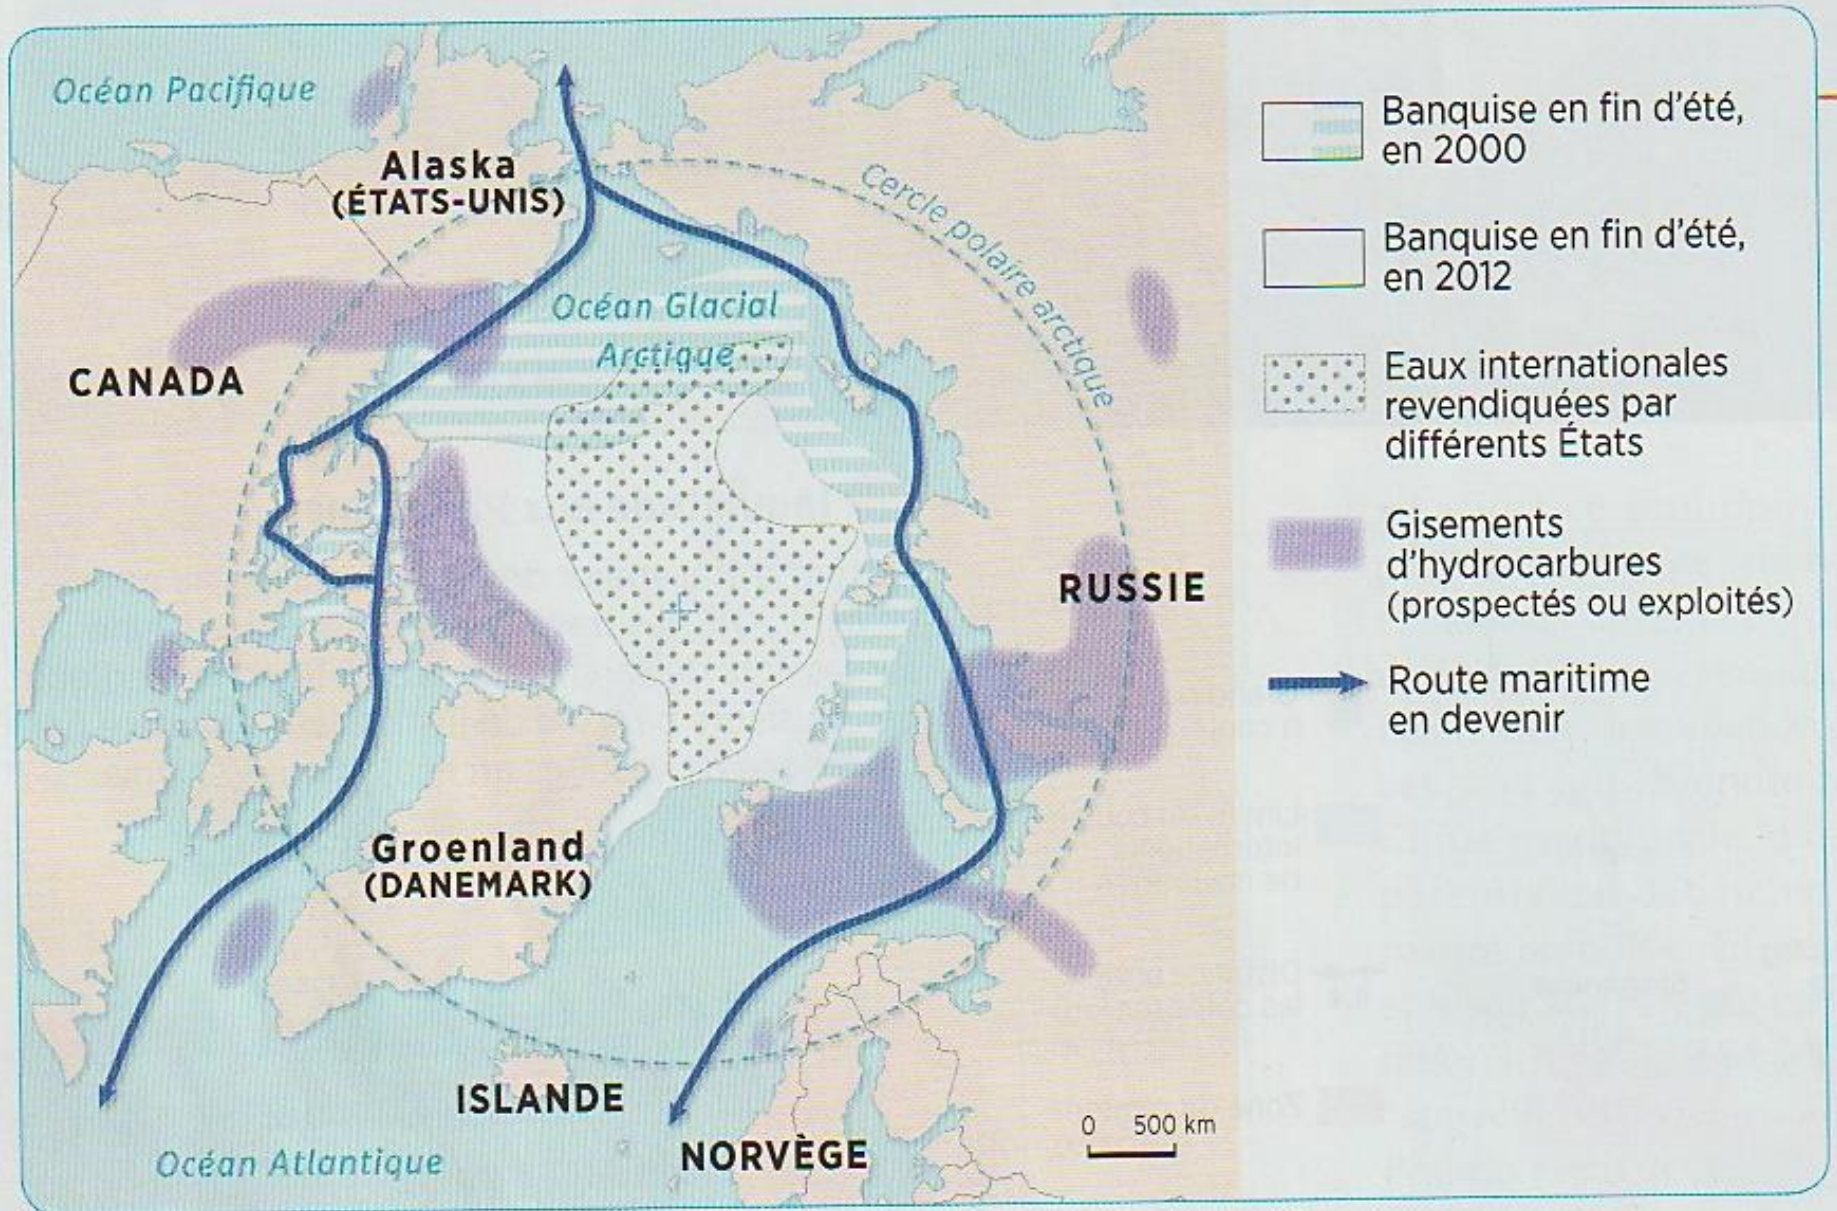 Océan Pacifique
Alaska
(ÉTATS-UNIS)
Cercle polaire arctique
Océan Glacial
Arctique
CANADA
RUSSIE
Groenland
(DANEMARK)
ISLANDE
NORVÈGE
Océan Atlantique
0 500 km
Banquise en fin d'été,
en 2000
Banquise en fin d'été,
en 2012
Eaux internationales
revendiquées par
différents États
Gisements
d'hydrocarbures
(prospectés ou exploités)
Route maritime
en devenir